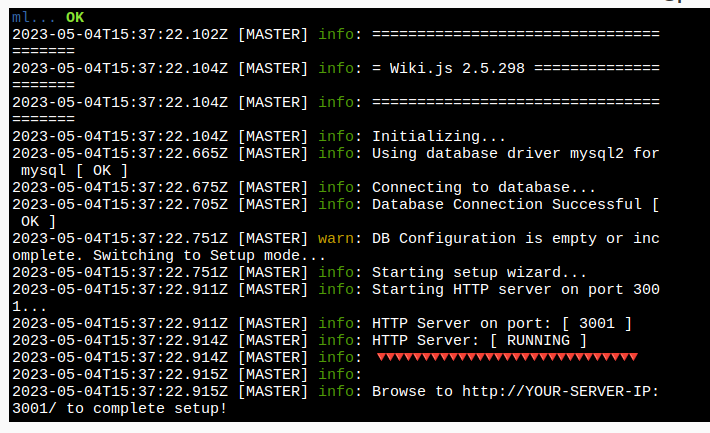 ml... OK
2023-05-04T15:37:22.102Z [MASTER] info: ================================
=======
2023-05-04T15:37:22.104Z [MASTER] info: = Wiki.js 2.5.298 ==============
=======
2023-05-04T15:37:22.104Z [MASTER] info: ================================
=======
2023-05-04T15:37:22.104Z [MASTER] info: Initializing...
2023-05-04T15:37:22.665Z [MASTER] info: Using database driver mysql2 for
 mysql [ OK ]
2023-05-04T15:37:22.675Z [MASTER] info: Connecting to database...
2023-05-04T15:37:22.705Z [MASTER] info: Database Connection Successful [
 OK ]
2023-05-04T15:37:22.751Z [MASTER] warn: DB Configuration is empty or inc
omplete. Switching to Setup mode...
2023-05-04T15:37:22.751Z [MASTER] info: Starting setup wizard...
2023-05-04T15:37:22.911Z [MASTER] info: Starting HTTP server on port 300
1...
2023-05-04T15:37:22.911Z [MASTER] info: HTTP Server on port: [ 3001 ]
2023-05-04T15:37:22.914Z [MASTER] info: HTTP Server: [ RUNNING ]
2023-05-04T15:37:22.914Z [MASTER] info: 🔻🔻🔻🔻🔻🔻🔻🔻🔻🔻🔻🔻🔻🔻🔻🔻🔻🔻🔻🔻🔻🔻🔻🔻🔻🔻🔻🔻🔻
2023-05-04T15:37:22.915Z [MASTER] info:
2023-05-04T15:37:22.915Z [MASTER] info: Browse to http://YOUR-SERVER-IP:
3001/ to complete setup!